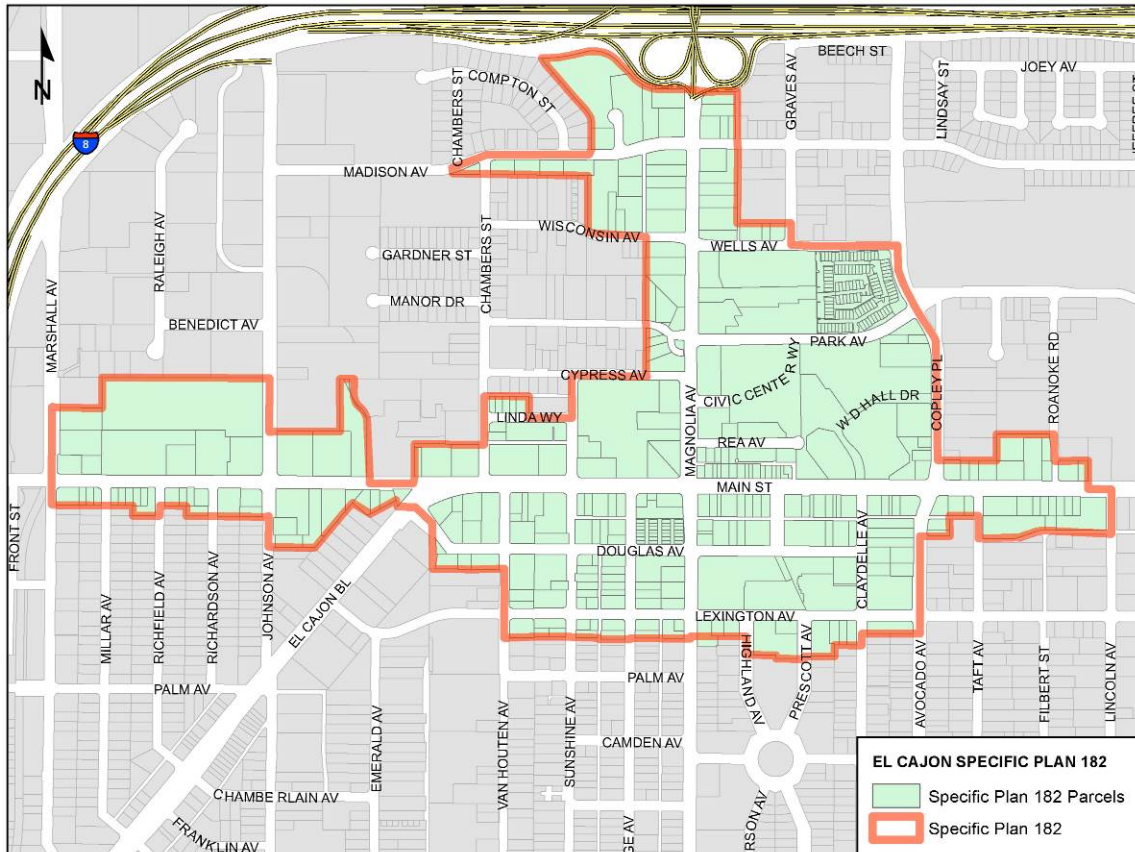 BEECH ST
JOEY AV
COMPTON ST
CHAMBERS ST
GRAVES AV
LINDSAY ST
N
8
MADISON AV
RALEIGH AV
WISCONSIN AV
WELLS AV
GARDNER ST
CHAMBERS ST
MANOR DR
MARSHALL AV
BENEDICT AV
PARK AV
CYPRESS AV
CIVIC CENTER WY
W D HALL DR
COPLEY PL
ROANOKE RD
LINDA WY
MAGNOLIA AV
REA AV
MAIN ST
FRONT ST
DOUGLAS AV
CLAYDELLE AV
MILLAR AV
RICHFIELD AV
RICHARDSON AV
JOHNSON AV
EL CAJON BL
LEXINGTON AV
HIGHLAND AV
PRESCOTT AV
AVOCADO AV
TAFT AV
FILBERT ST
LINCOLN AV
PALM AV
PALM AV
EMERALD AV
VAN HOUTEN AV
SUNSHINE AV
CAMDEN AV
CHAMBERLAIN AV
FRANKLIN AV
GE AV
RSON AV
EL CAJON SPECIFIC PLAN 182
Specific Plan 182 Parcels
Specific Plan 182